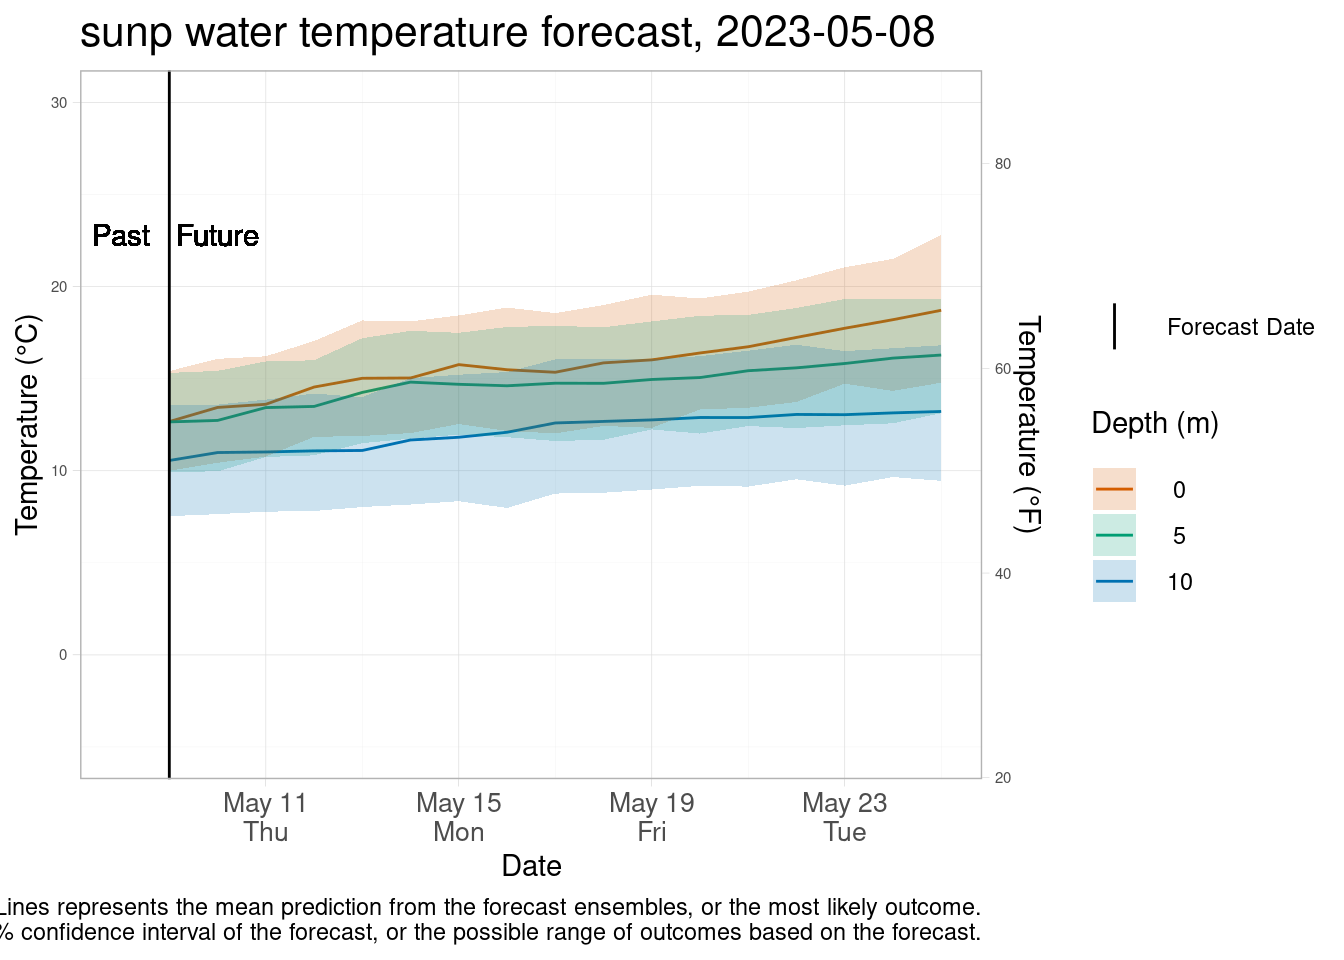 sunp water temperature forecast, 2023-05-08
30
20
10
0
Temperature (°C)
Past
Future
80
60
40
20
Temperature (°F)
May 11
Thu
May 15
Mon
May 19
Fri
May 23
Tue
Date
Forecast Date
Depth (m)
0
5
10
Lines represents the mean prediction from the forecast ensembles, or the most likely outcome.
% confidence interval of the forecast, or the possible range of outcomes based on the forecast.